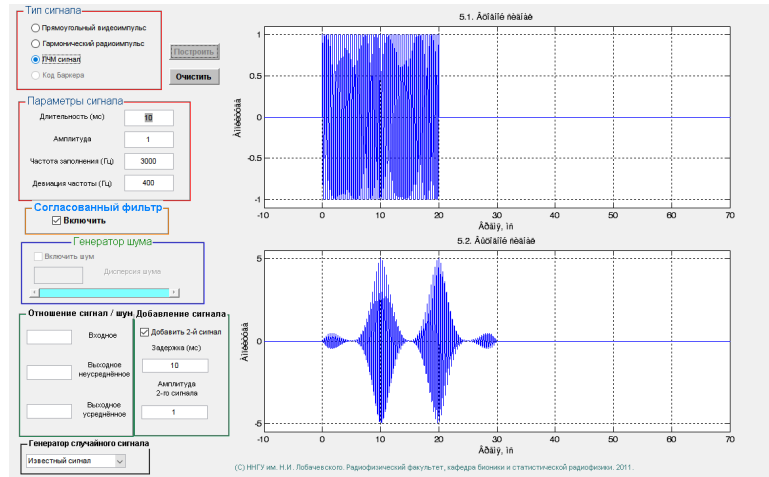 Тип сигнала
Прямоугольный видеоимпульс
Гармонический радиоимпульс
ЛЧМ сигнал
Код Баркера
Построить
Очистить
Параметры сигнала
Длительность (мс)
10
Амплитуда
1
Частота заполнения (Гц)
3000
Девиация частоты (Гц)
400
Согласованный фильтр
Включить
Генератор шума
Включить шум
Дисперсия шума
Отношение сигнал / шум
Входное
Выходное
неусреднённое
Выходное
усреднённое
Добавление сигнала
Добавить 2-й сигнал
Задержка (мс)
10
Амплитуда
2-го сигнала
1
Генератор случайного сигнала
Известный сигнал
5.1.
1
0.5
0
-0.5
-1
-10 0 10 20 30 40 50 60 70
5.2.
5
0
-5
-10 0 10 20 30 40 50 60 70
(С) ННГУ им. Н.И. Лобачевского. Радиофизический факультет, кафедра бионики и статистической радиофизики. 2011.